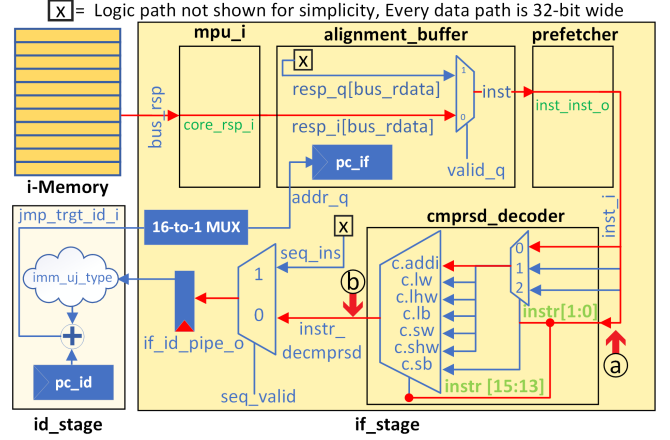 x = Logic path not shown for simplicity, Every data path is 32-bit wide
mpu_i
alignment_buffer
prefetcher
x
1
resp_q[bus_rdata]
inst
bus_rsp
inst_inst_o
core_rsp_i
resp_i[bus_rdata]
0
pc_if
valid_q
i-Memory
addr_q
inst_i
jmp_trgt_id_i
16-to-1 MUX
x
cmprsd_decoder
seq_ins
0
c.addi
1
imm_uj_type
1
b
c.lw
2
c.lhw
0
c.lb
instr[1:0]
instr_
decmprsd
c.sw
if_id_pipe_o
c.shw
a
c.sb
pc_id
instr [15:13]
seq_valid
id_stage
if_stage